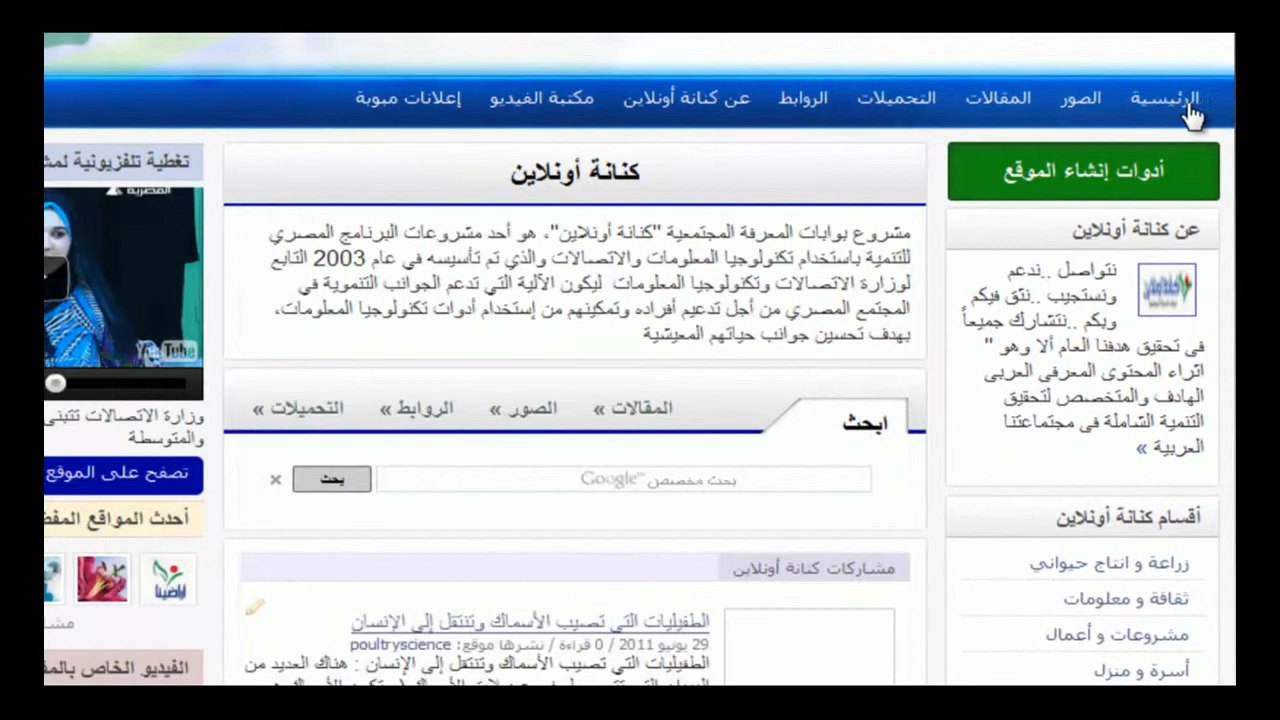 الرئيسية الصور المقالات التحميلات الروابط عن كنانة أونلاين مكتبة الفيديو إعلانات مبوبة
أدوات إنشاء الموقع
عن كنانة أونلاين
نتواصل ..ندعم
ونستجيب ..نثق فيكم
وبكم ..نتشارك جميعاً
فى تحقيق هدفنا العام ألا وهو "
اثراء المحتوى المعرفى العربى
الهادف والمتخصص لتحقيق
التنمية الشاملة فى مجتماعتنا
العربية »
أقسام كنانة أونلاين
زراعة و انتاج حيواني
ثقافة و معلومات
مشروعات و أعمال
أسرة و منزل
كنانة أونلاين
مشروع بوابات المعرفة المجتمعية "كنانة أونلاين"، هو أحد مشروعات البرنامج المصري
للتنمية باستخدام تكنولوجيا المعلومات والاتصالات والذي تم تأسيسه في عام 2003 التابع
لوزارة الاتصالات وتكنولوجيا المعلومات ليكون الآلية التي تدعم الجوانب التنموية في
المجتمع المصري من أجل تدعيم أفراده وتمكينهم من إستخدام أدوات تكنولوجيا المعلومات،
بهدف تحسين جوانب حياتهم المعيشية
ابحث المقالات » الصور » الروابط » التحميلات »
بحث مخصص Google™ بحث ×
مشاركات كنانة أونلاين
الطفيليات التي تصيب الأسماك وتنتقل إلى الإنسان
29 يونيو 2011 / 0 قراءة / نشرها موقع: poultryscience
الطفيليات التي تصيب الأسماك وتنتقل إلى الإنسان : هناك العديد من
تغطية تلفزيونية
المصرية
YouTube
وزارة الاتصالات تتبنى
والمتوسطة
تصفح على الموقع
أحدث المواقع
أراضينا
الفيديو الخاص